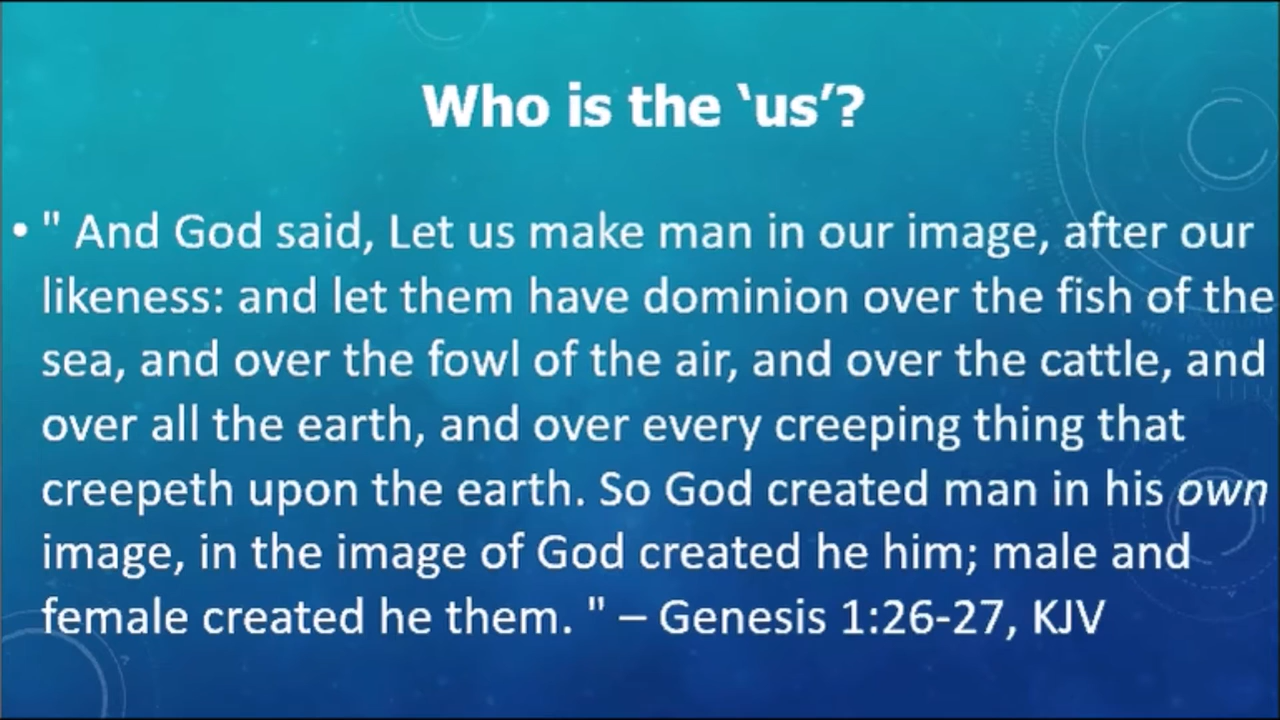 Who is the ‘us’?
• " And God said, Let us make man in our image, after our
likeness: and let them have dominion over the fish of the
sea, and over the fowl of the air, and over the cattle, and
over all the earth, and over every creeping thing that
creepeth upon the earth. So God created man in his own
image, in the image of God created he him; male and
female created he them. " – Genesis 1:26-27, KJV